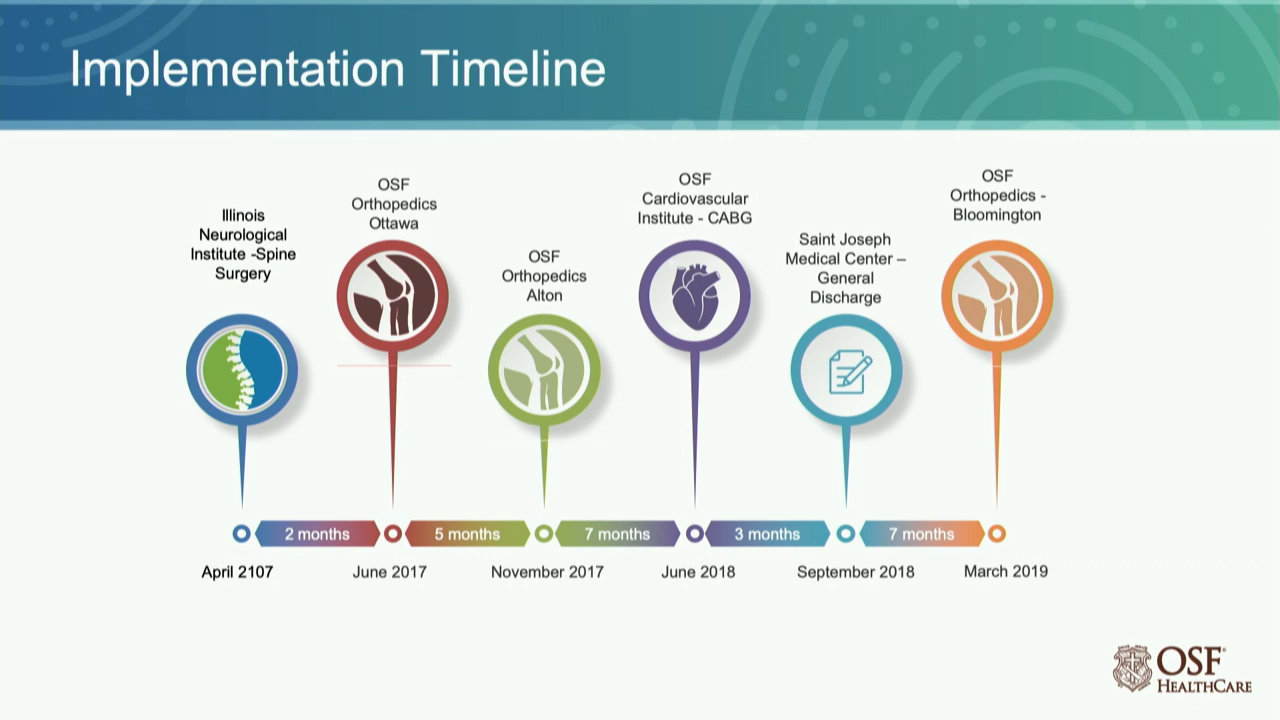 Implementation Timeline
Illinois
Neurological
Institute -Spine
Surgery
OSF
Orthopedics
Ottawa
OSF
Orthopedics
Alton
OSF
Cardiovascular
Institute - CABG
Saint Joseph
Medical Center –
General
Discharge
OSF
Orthopedics -
Bloomington
2 months
5 months
7 months
3 months
7 months
April 2107
June 2017
November 2017
June 2018
September 2018
March 2019
OSF
HEALTHCARE